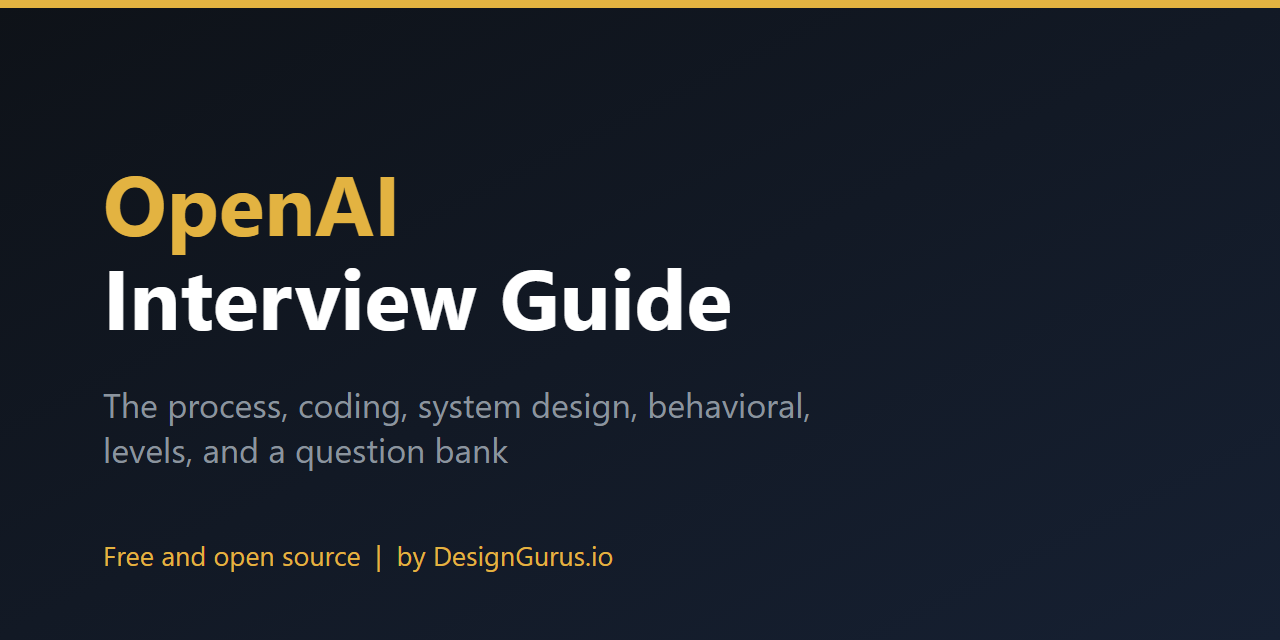 OpenAI
Interview Guide
The process, coding, system design, behavioral,
levels, and a question bank
Free and open source | by DesignGurus.io